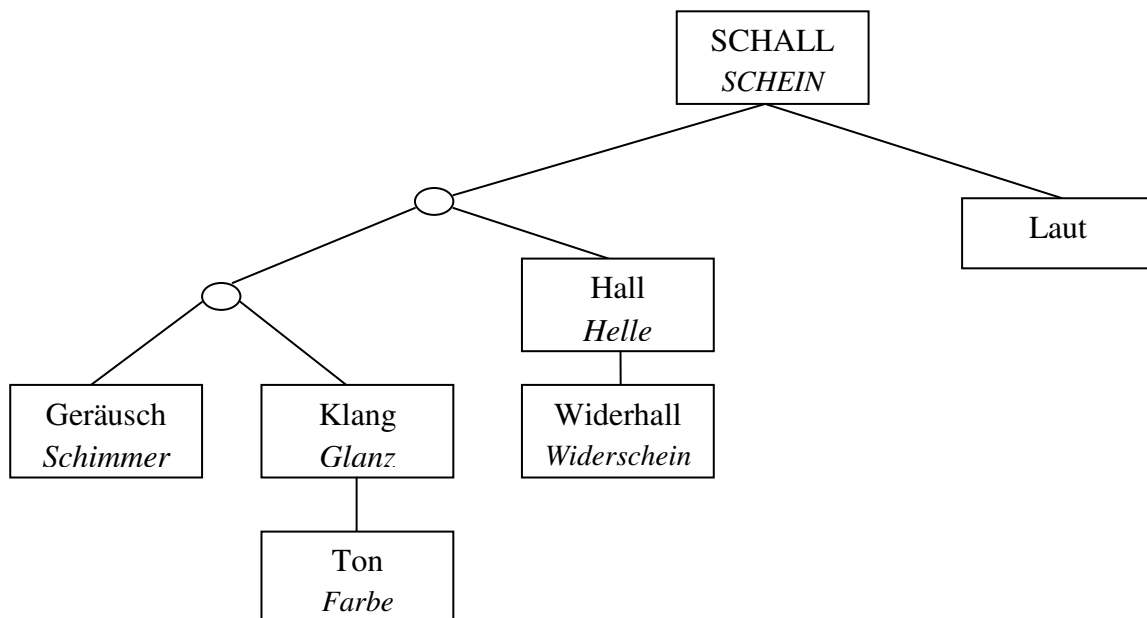 SCHALL
SCHEIN
Laut
Hall
Helle
Geräusch
Schimmer
Klang
Glanz
Widerhall
Widerschein
Ton
Farbe